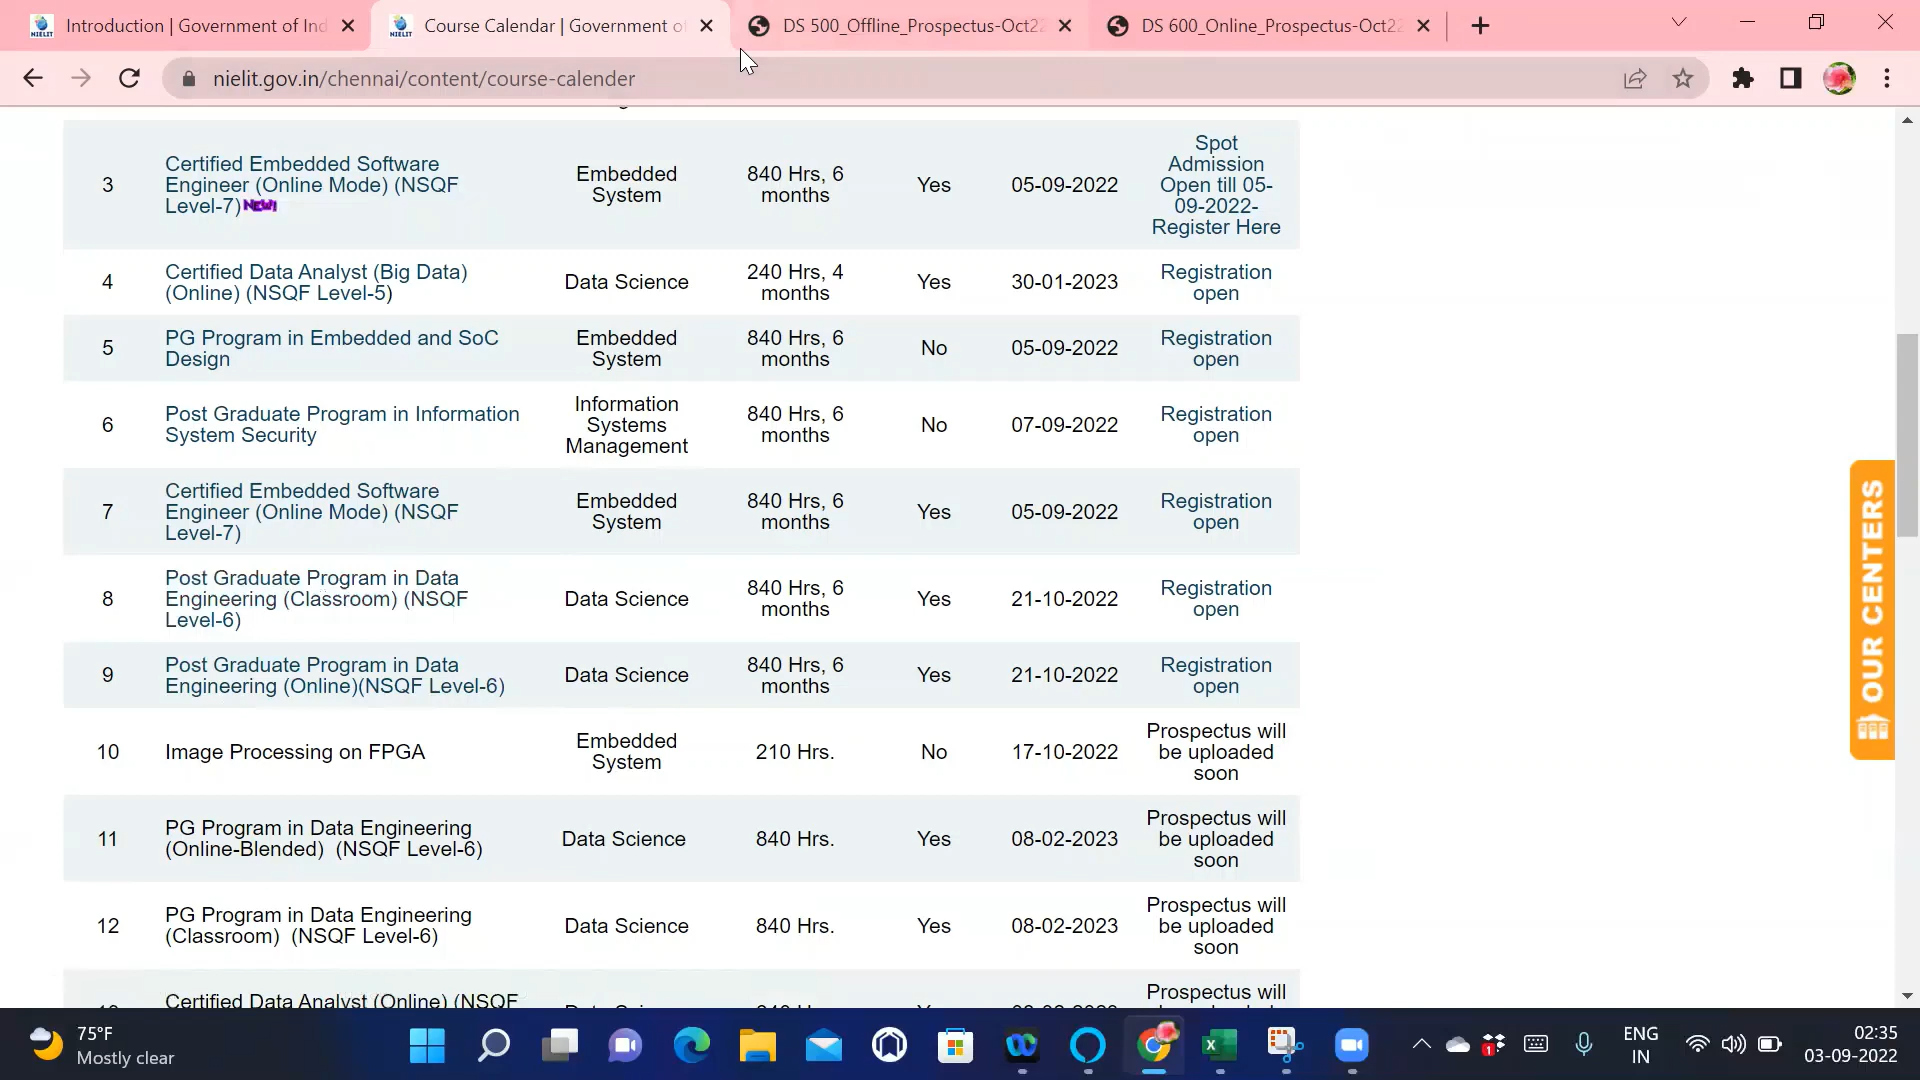 Introduction | Government of Ind
Course Calendar | Government of
DS 500_Offline_Prospectus-Oct22
DS 600_Online_Prospectus-Oct22
nielit.gov.in/chennai/content/course-calender
3
Certified Embedded Software
Engineer (Online Mode) (NSQF
Level-7) NEW!
Embedded
System
840 Hrs, 6
months
Yes
05-09-2022
Spot
Admission
Open till 05-
09-2022-
Register Here
4
Certified Data Analyst (Big Data)
(Online) (NSQF Level-5)
Data Science
240 Hrs, 4
months
Yes
30-01-2023
Registration
open
5
PG Program in Embedded and SoC
Design
Embedded
System
840 Hrs, 6
months
No
05-09-2022
Registration
open
6
Post Graduate Program in Information
System Security
Information
Systems
Management
840 Hrs, 6
months
No
07-09-2022
Registration
open
7
Certified Embedded Software
Engineer (Online Mode) (NSQF
Level-7)
Embedded
System
840 Hrs, 6
months
Yes
05-09-2022
Registration
open
8
Post Graduate Program in Data
Engineering (Classroom) (NSQF
Level-6)
Data Science
840 Hrs, 6
months
Yes
21-10-2022
Registration
open
9
Post Graduate Program in Data
Engineering (Online)(NSQF Level-6)
Data Science
840 Hrs, 6
months
Yes
21-10-2022
Registration
open
10
Image Processing on FPGA
Embedded
System
210 Hrs.
No
17-10-2022
Prospectus will
be uploaded
soon
11
PG Program in Data Engineering
(Online-Blended) (NSQF Level-6)
Data Science
840 Hrs.
Yes
08-02-2023
Prospectus will
be uploaded
soon
12
PG Program in Data Engineering
(Classroom) (NSQF Level-6)
Data Science
840 Hrs.
Yes
08-02-2023
Prospectus will
be uploaded
soon
Certified Data Analyst (Online) (NSQF
Prospectus will
OUR CENTERS
75°F
Mostly clear
1
ENG
IN
02:35
03-09-2022